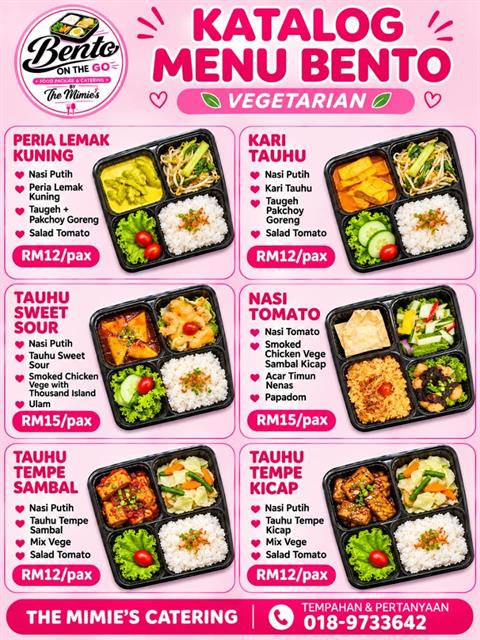 Bento
ON THE GO
FOOD PACKAGE & CATERING
BY
The Mimie's
KATALOG
MENU BENTO
VEGETARIAN
PERIA LEMAK
KUNING
Nasi Putih
Peria Lemak
Kuning
Taugeh +
Pakchoy Goreng
Salad Tomato
RM12/pax
KARI
TAUHU
Nasi Putih
Kari Tauhu
Taugeh
Pakchoy
Goreng
Salad Tomato
RM12/pax
TAUHU
SWEET
SOUR
Nasi Putih
Tauhu Sweet
Sour
Smoked Chicken
Vege with
Thousand Island
Ulam
RM15/pax
NASI
TOMATO
Nasi Tomato
Smoked
Chicken Vege
Sambal Kicap
Acar Timun
Nenas
Papadom
RM15/pax
TAUHU
TEMPE
SAMBAL
Nasi Putih
Tauhu Tempe
Sambal
Mix Vege
Salad Tomato
RM12/pax
TAUHU
TEMPE
KICAP
Nasi Putih
Tauhu Tempe
Kicap
Mix Vege
Salad Tomato
RM12/pax
THE MIMIE'S CATERING
TEMPAHAN & PERTANYAAN
018-9733642